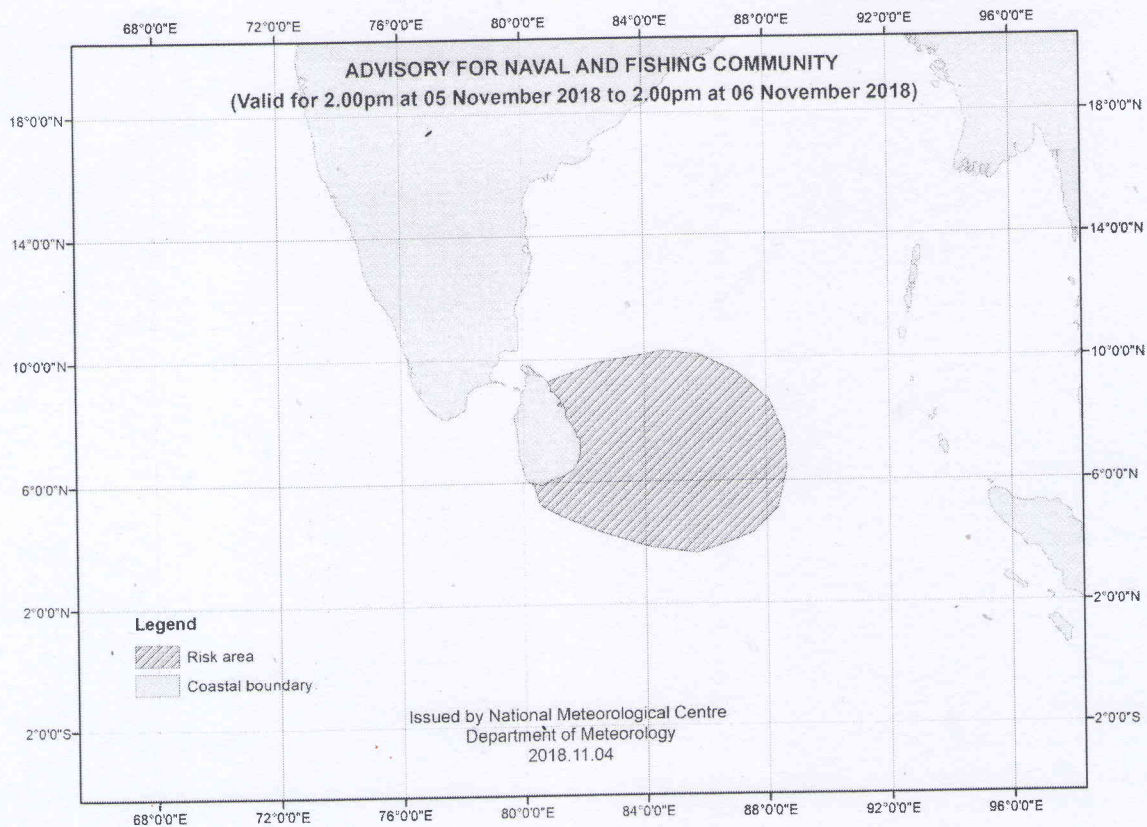 68°0'0"E 72°0'0"E 76°0'0"E 80°0'0"E 84°0'0"E 88°0'0"E 92°0'0"E 96°0'0"E
ADVISORY FOR NAVAL AND FISHING COMMUNITY
(Valid for 2.00pm at 05 November 2018 to 2.00pm at 06 November 2018)
18°0'0"N 18°0'0"N
14°0'0"N 14°0'0"N
10°0'0"N 10°0'0"N
6°0'0"N 6°0'0"N
2°0'0"N 2°0'0"N
Legend
Risk area
Coastal boundary
Issued by National Meteorological Centre
Department of Meteorology
2018.11.04
2°0'0"S 2°0'0"S
68°0'0"E 72°0'0"E 76°0'0"E 80°0'0"E 84°0'0"E 88°0'0"E 92°0'0"E 96°0'0"E